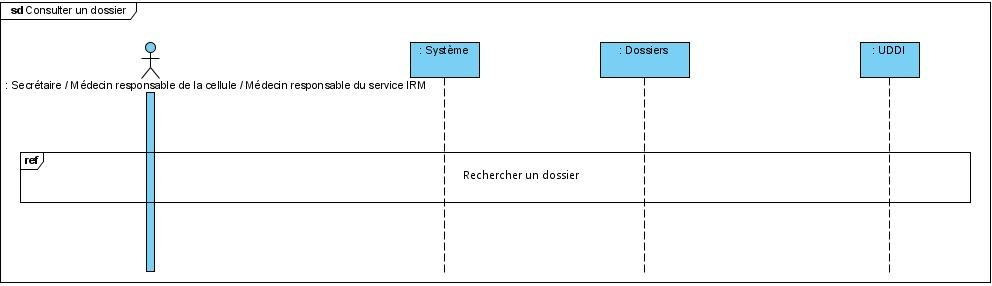 sd Consulter un dossier
: Système
: Dossiers
: UDDI
: Secrétaire / Médecin responsable de la cellule / Médecin responsable du service IRM
ref
Rechercher un dossier